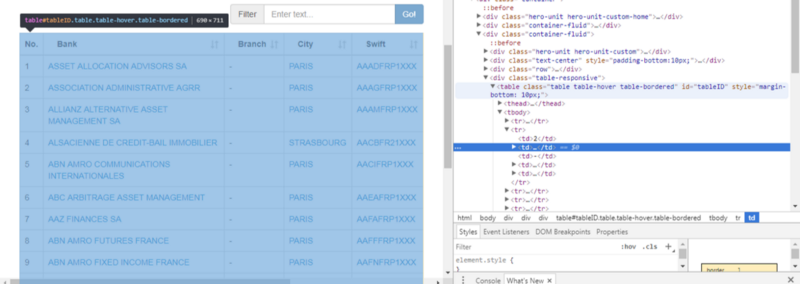 Filter Enter text... Go!
table#tableID.table.table-hover.table-bordered | 690 × 711
No. Bank Branch City Swift
1 ASSET ALLOCATION ADVISORS SA - PARIS AAADFRP1XXX
2 ASSOCIATION ADMINISTRATIVE AGRR - PARIS AAAGFRP1XXX
3 ALLIANZ ALTERNATIVE ASSET MANAGEMENT SA - PARIS AAAMFRP1XXX
4 ALSACIENNE DE CREDIT-BAIL IMMOBILIER - STRASBOURG AACBFR21XXX
5 ABN AMRO COMMUNICATIONS INTERNATIONALES - PARIS AACIFRP1XXX
6 ABC ARBITRAGE ASSET MANAGEMENT - PARIS AAEAFRP1XXX
7 AAZ FINANCES SA - PARIS AAFAFRP1XXX
8 ABN AMRO FUTURES FRANCE - PARIS AAFFFRP1XXX
9 ABN AMRO FIXED INCOME FRANCE - PARIS AAFNFRP1XXX
::before
<div class="hero-unit hero-unit-custom-home">…</div>
<div class="container-fluid">…</div>
<div class="container-fluid">
::before
<div class="hero-unit hero-unit-custom">…</div>
<div class="text-center" style="padding-bottom:10px;">…</div>
<div class="row">…</div>
<div class="table-responsive">
<table class="table table-hover table-bordered" id="tableID" style="margin-
bottom: 10px;">
<thead>…</thead>
<tbody>
<tr>…</tr>
<tr>
<td>2</td>
… <td>…</td> == $0
<td>-</td>
<td>…</td>
<td>…</td>
</tr>
<tr>…</tr>
<tr>…</tr>
<tr>…</tr>
html body div div div table#tableID.table.table-hover.table-bordered tbody tr td
Styles Event Listeners DOM Breakpoints Properties
Filter :hov .cls +
element.style {
}
border
Console What's New ×